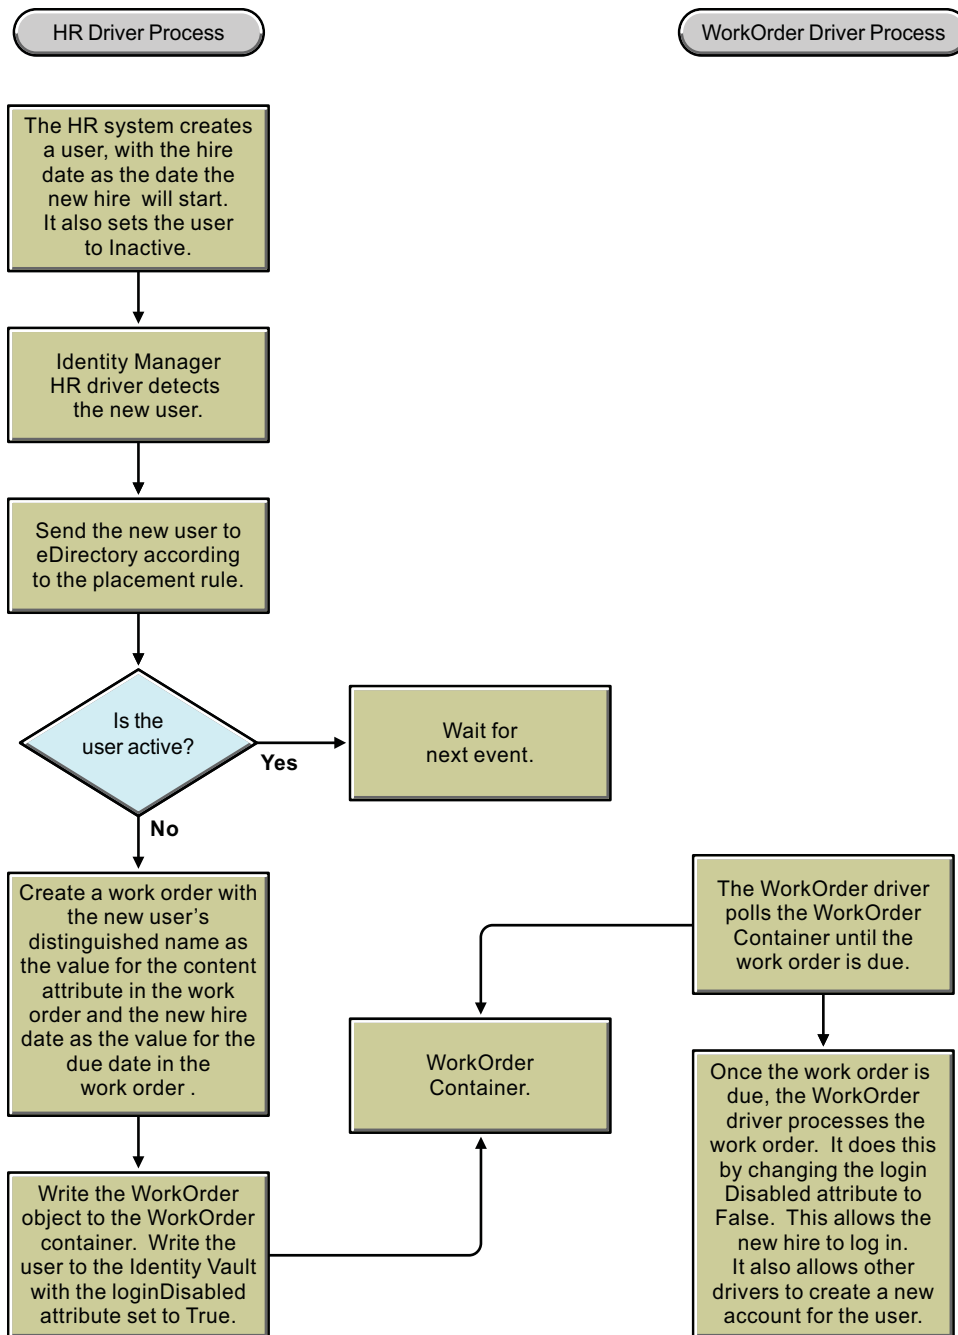 HR Driver Process
WorkOrder Driver Process
The HR system creates
a user, with the hire
date as the date the
new hire will start.
It also sets the user
to Inactive.
Identity Manager
HR driver detects
the new user.
Send the new user to
eDirectory according
to the placement rule.
Is the
user active?
Yes
Wait for
next event.
No
Create a work order with
the new user’s
distinguished name as
the value for the content
attribute in the work
order and the new hire
date as the value for the
due date in the
work order .
Write the WorkOrder
object to the WorkOrder
container. Write the
user to the Identity Vault
with the loginDisabled
attribute set to True.
WorkOrder
Container.
The WorkOrder driver
polls the WorkOrder
Container until the
work order is due.
Once the work order is
due, the WorkOrder
driver processes the
work order. It does this
by changing the login
Disabled attribute to
False. This allows the
new hire to log in.
It also allows other
drivers to create a new
account for the user.